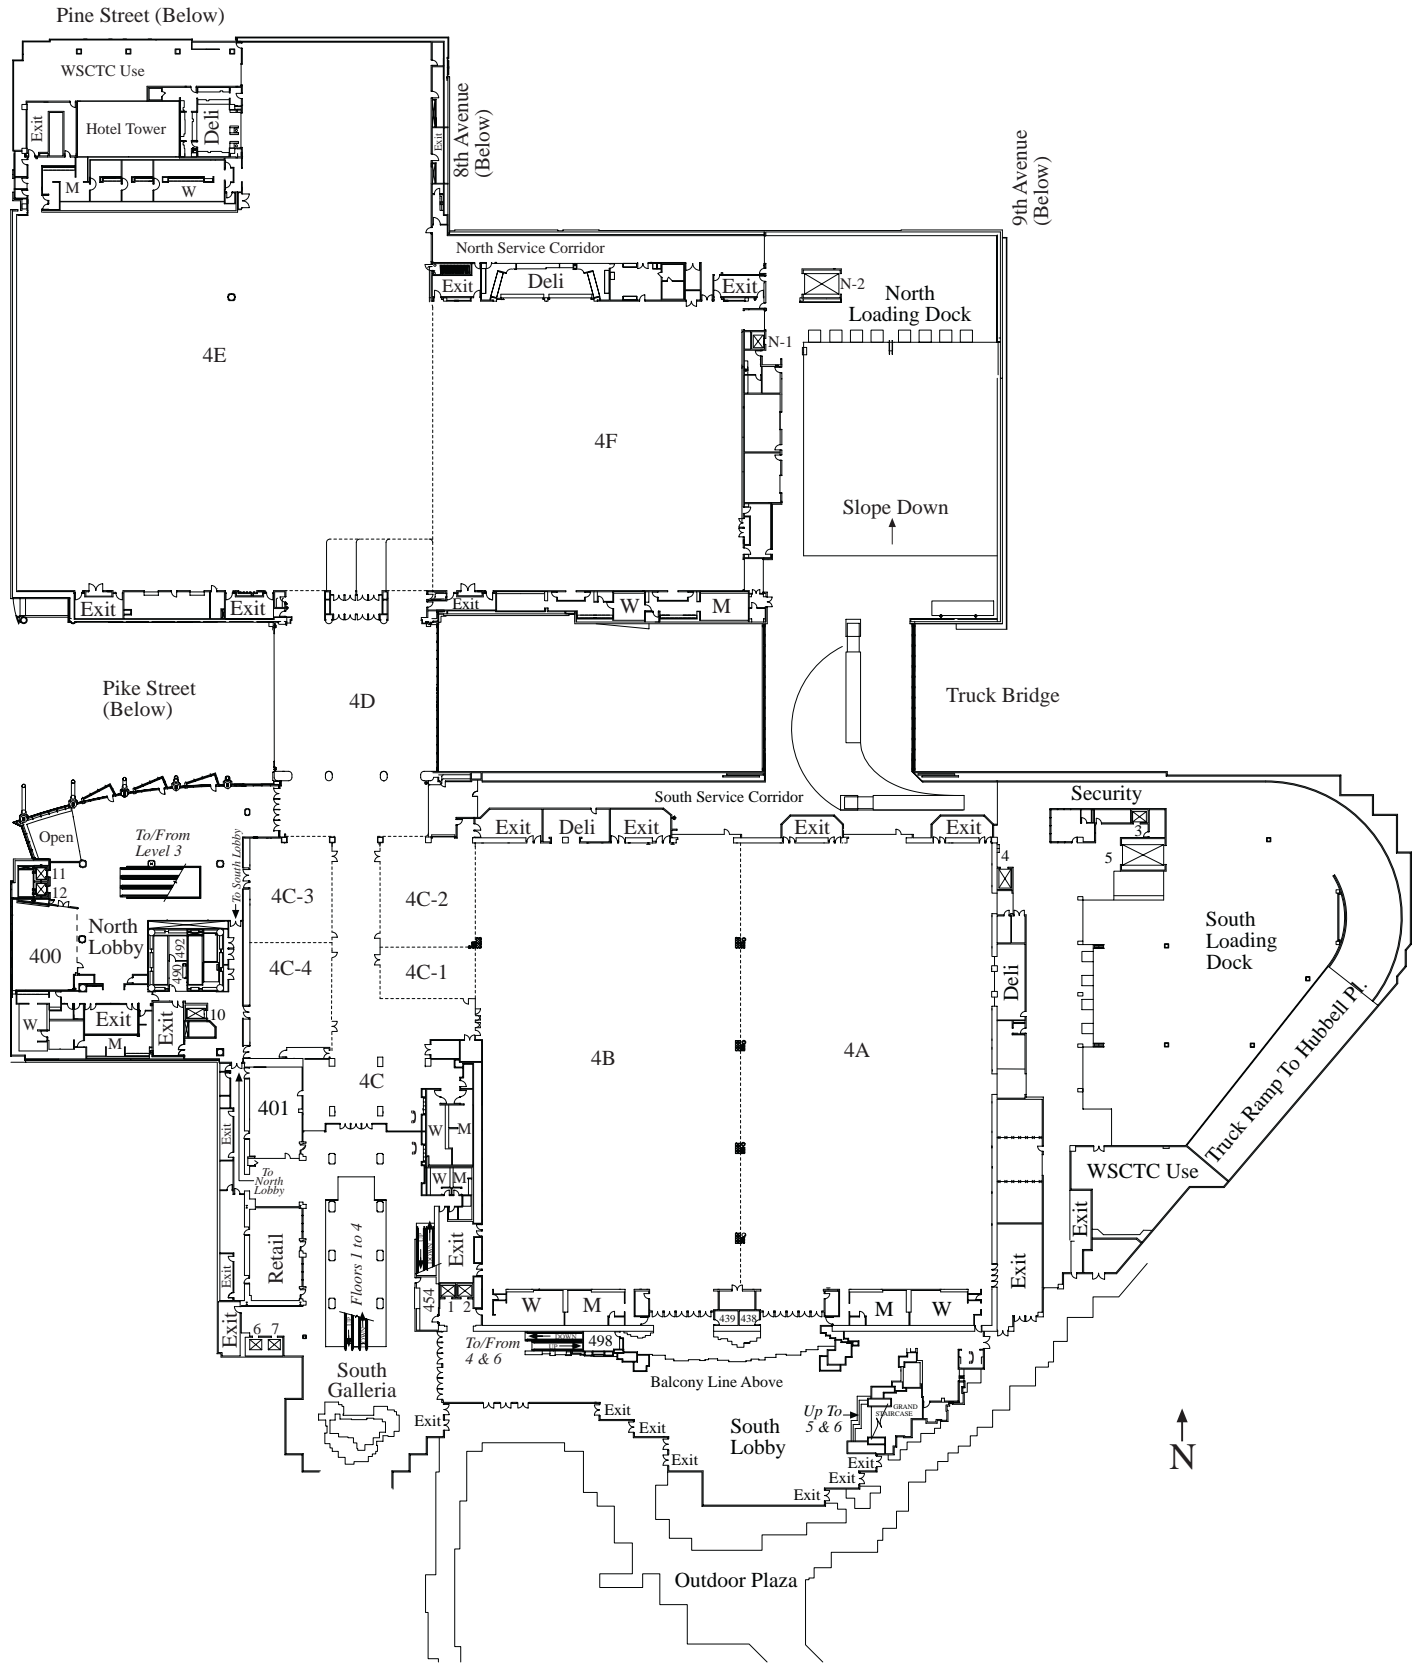 Pine Street (Below)
WSCTC Use
Exit
Hotel Tower
Deli
M
W
8th Avenue
(Below)
Exit
9th Avenue
(Below)
North Service Corridor
Exit
Deli
Exit
N-2
North
Loading Dock
N-1
4E
4F
Slope Down
Exit
Exit
Exit
W
M
Pike Street
(Below)
4D
Truck Bridge
South Service Corridor
Security
Exit
Deli
Exit
Exit
Exit
3
4
5
Open
To/From
Level 3
To South Lobby
11
12
4C-3
4C-2
North
Lobby
400
492
490
4C-4
4C-1
South
Loading
Dock
Deli
W
Exit
M
Exit
10
4B
4A
4C
401
Truck Ramp To Hubbell Pl.
Exit
W
M
To
North
Lobby
W
M
WSCTC Use
Exit
Retail
Floors 1 to 4
UP
DOWN
Exit
Exit
Exit
454
1
2
W
M
439
438
M
W
Exit
6
7
To/From
4 & 6
DOWN
UP
498
South
Galleria
Balcony Line Above
Up To
5 & 6
GRAND
STAIRCASE
South
Lobby
Exit
Exit
Exit
Exit
Exit
Exit
Exit
N
Outdoor Plaza